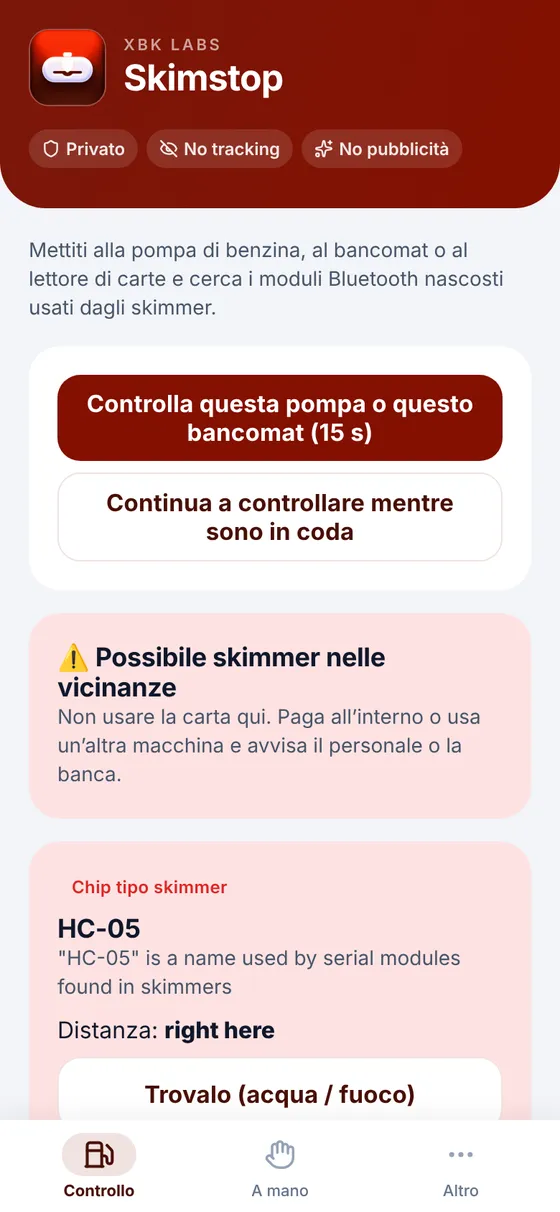 XBK LABS
Skimstop
Privato
No tracking
No pubblicità
Mettiti alla pompa di benzina, al bancomat o al
lettore di carte e cerca i moduli Bluetooth nascosti
usati dagli skimmer.
Controlla questa pompa o questo
bancomat (15 s)
Continua a controllare mentre
sono in coda
⚠️ Possibile skimmer nelle
vicinanze
Non usare la carta qui. Paga all’interno o usa
un’altra macchina e avvisa il personale o la
banca.
Chip tipo skimmer
HC-05
"HC-05" is a name used by serial modules
found in skimmers
Distanza: right here
Trovalo (acqua / fuoco)
Controllo
A mano
Altro